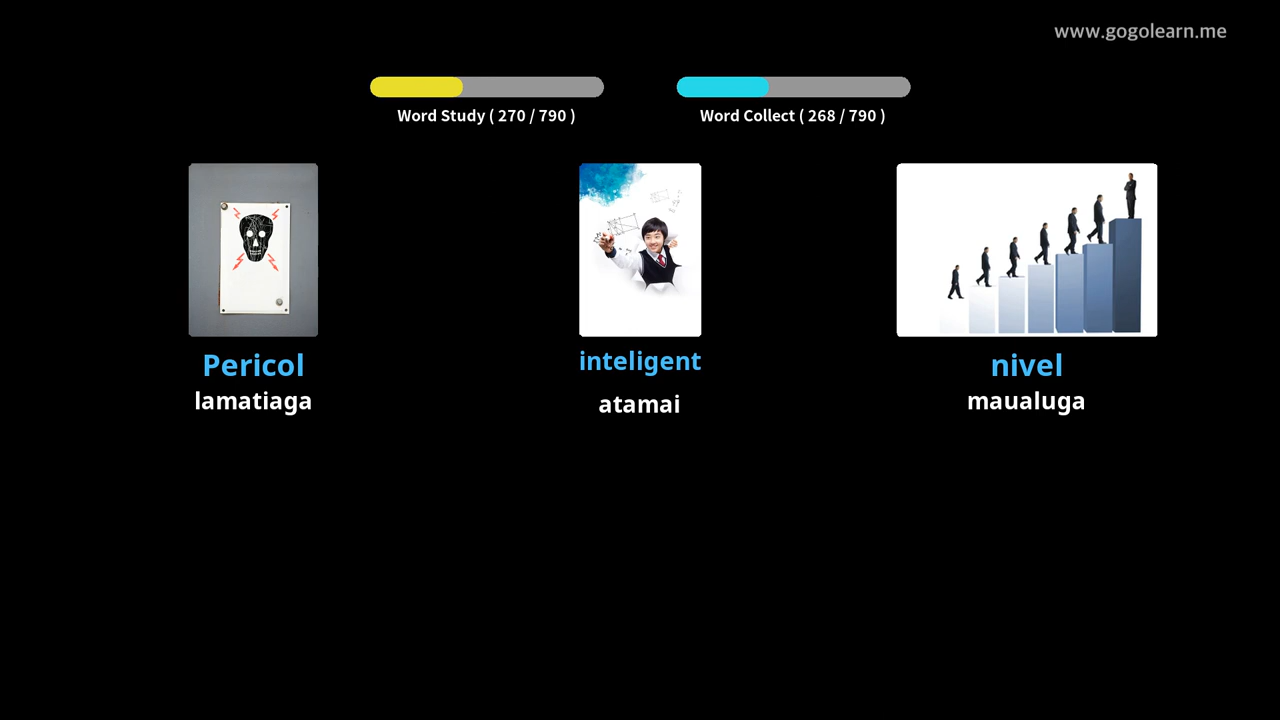 www.gogolearn.me
Word Study ( 270 / 790 )
Word Collect ( 268 / 790 )
Pericol
lamatiaga
inteligent
atamai
nivel
maualuga